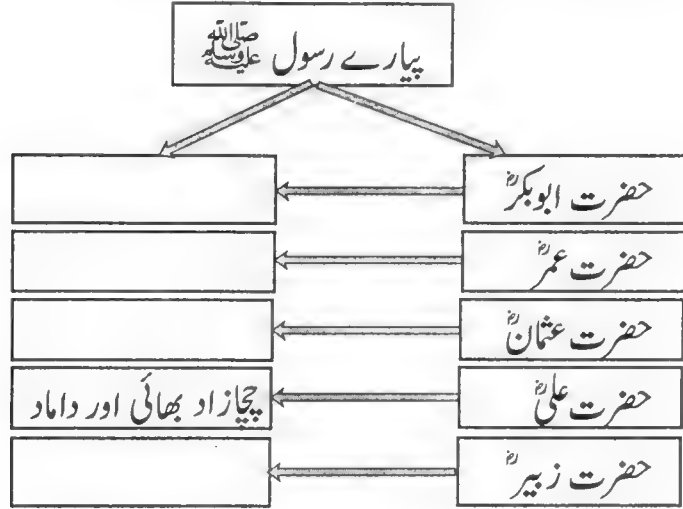 پیارے رسول ﷺ
حضرت ابوبکرؓ
حضرت عمرؓ
حضرت عثمانؓ
حضرت علیؓ
چچازاد بھائی اور داماد
حضرت زبیرؓ